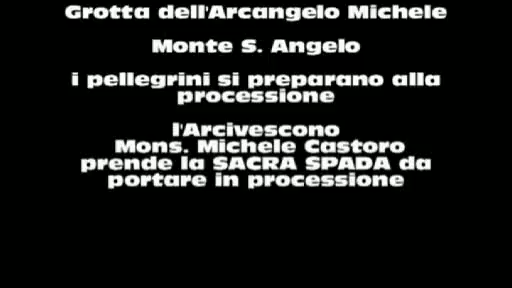 Grotta dell'Arcangelo Michele
Monte S. Angelo
i pellegrini si preparano alla
processione
l'Arcivescono
Mons. Michele Castoro
prende la SACRA SPADA da
portare in processione